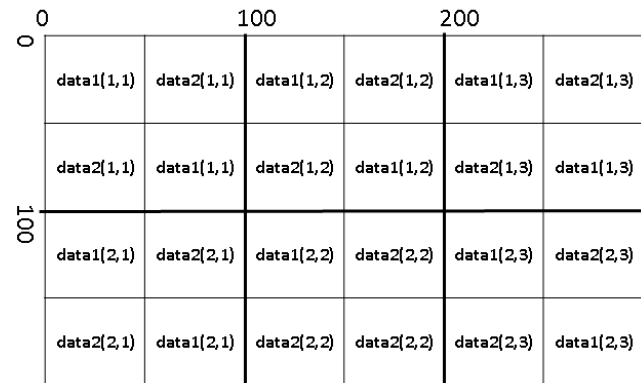 0 100 200
0
data1(1,1) data2(1,1) data1(1,2) data2(1,2) data1(1,3) data2(1,3)
data2(1,1) data1(1,1) data2(1,2) data1(1,2) data2(1,3) data1(1,3)
100
data1(2,1) data2(2,1) data1(2,2) data2(2,2) data1(2,3) data2(2,3)
data2(2,1) data1(2,1) data2(2,2) data2(2,2) data2(2,3) data1(2,3)